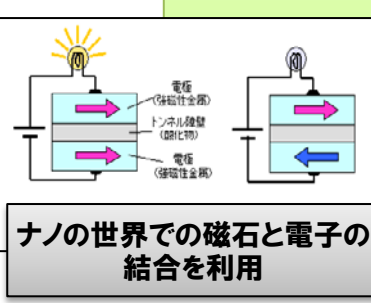 電極
(強磁性金属)
トンネル障壁
(酸化物)
電極
(強磁性金属)
ナノの世界での磁石と電子の
結合を利用